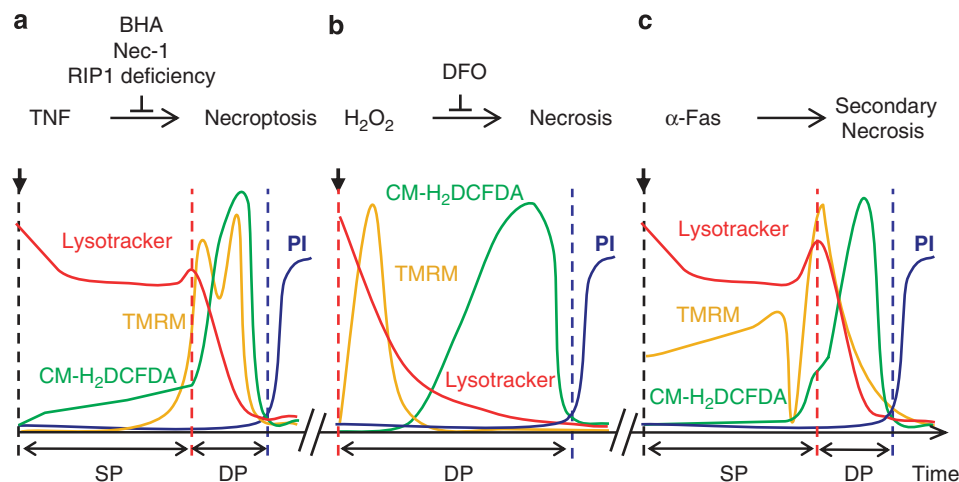 a
BHA
Nec-1
RIP1 deficiency
TNF
Necroptosis
Lysotracker
TMRM
CM-H₂DCFDA
PI
SP
DP
b
DFO
H₂O₂
Necrosis
CM-H₂DCFDA
TMRM
Lysotracker
PI
DP
c
α-Fas
Secondary
Necrosis
Lysotracker
TMRM
CM-H₂DCFDA
PI
SP
DP
Time